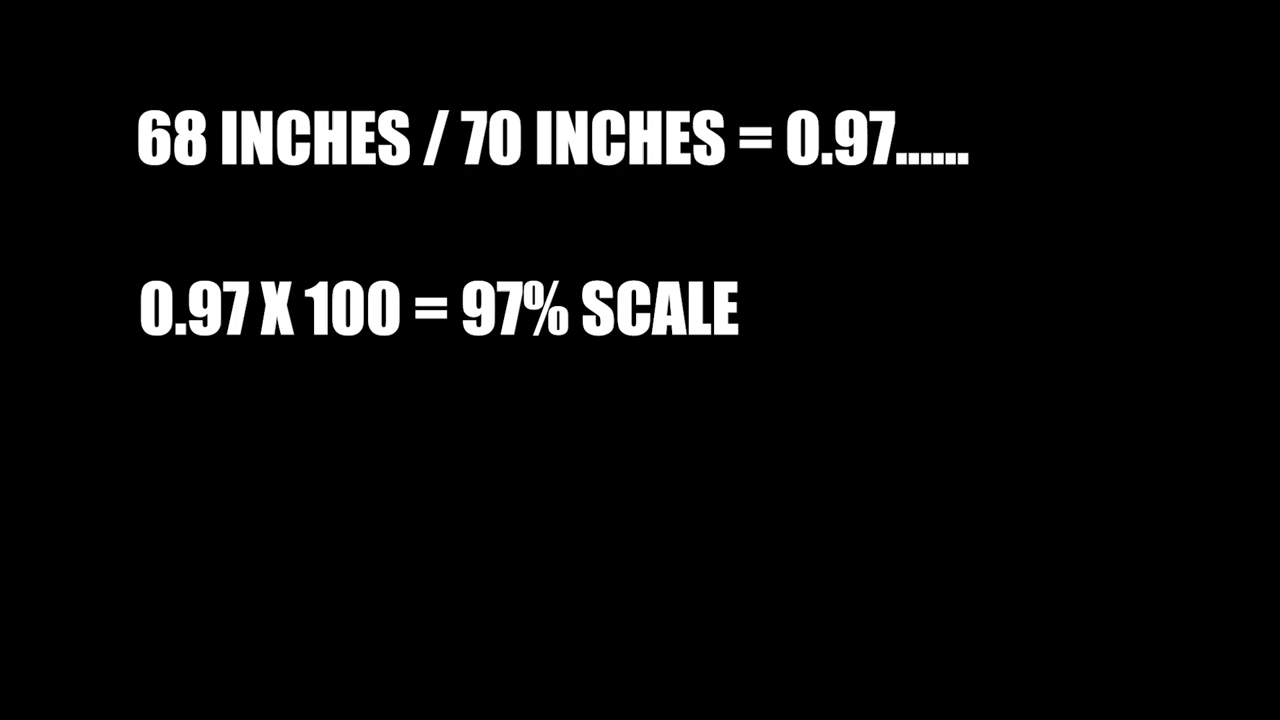 68 INCHES / 70 INCHES = 0.97......
0.97 X 100 = 97% SCALE